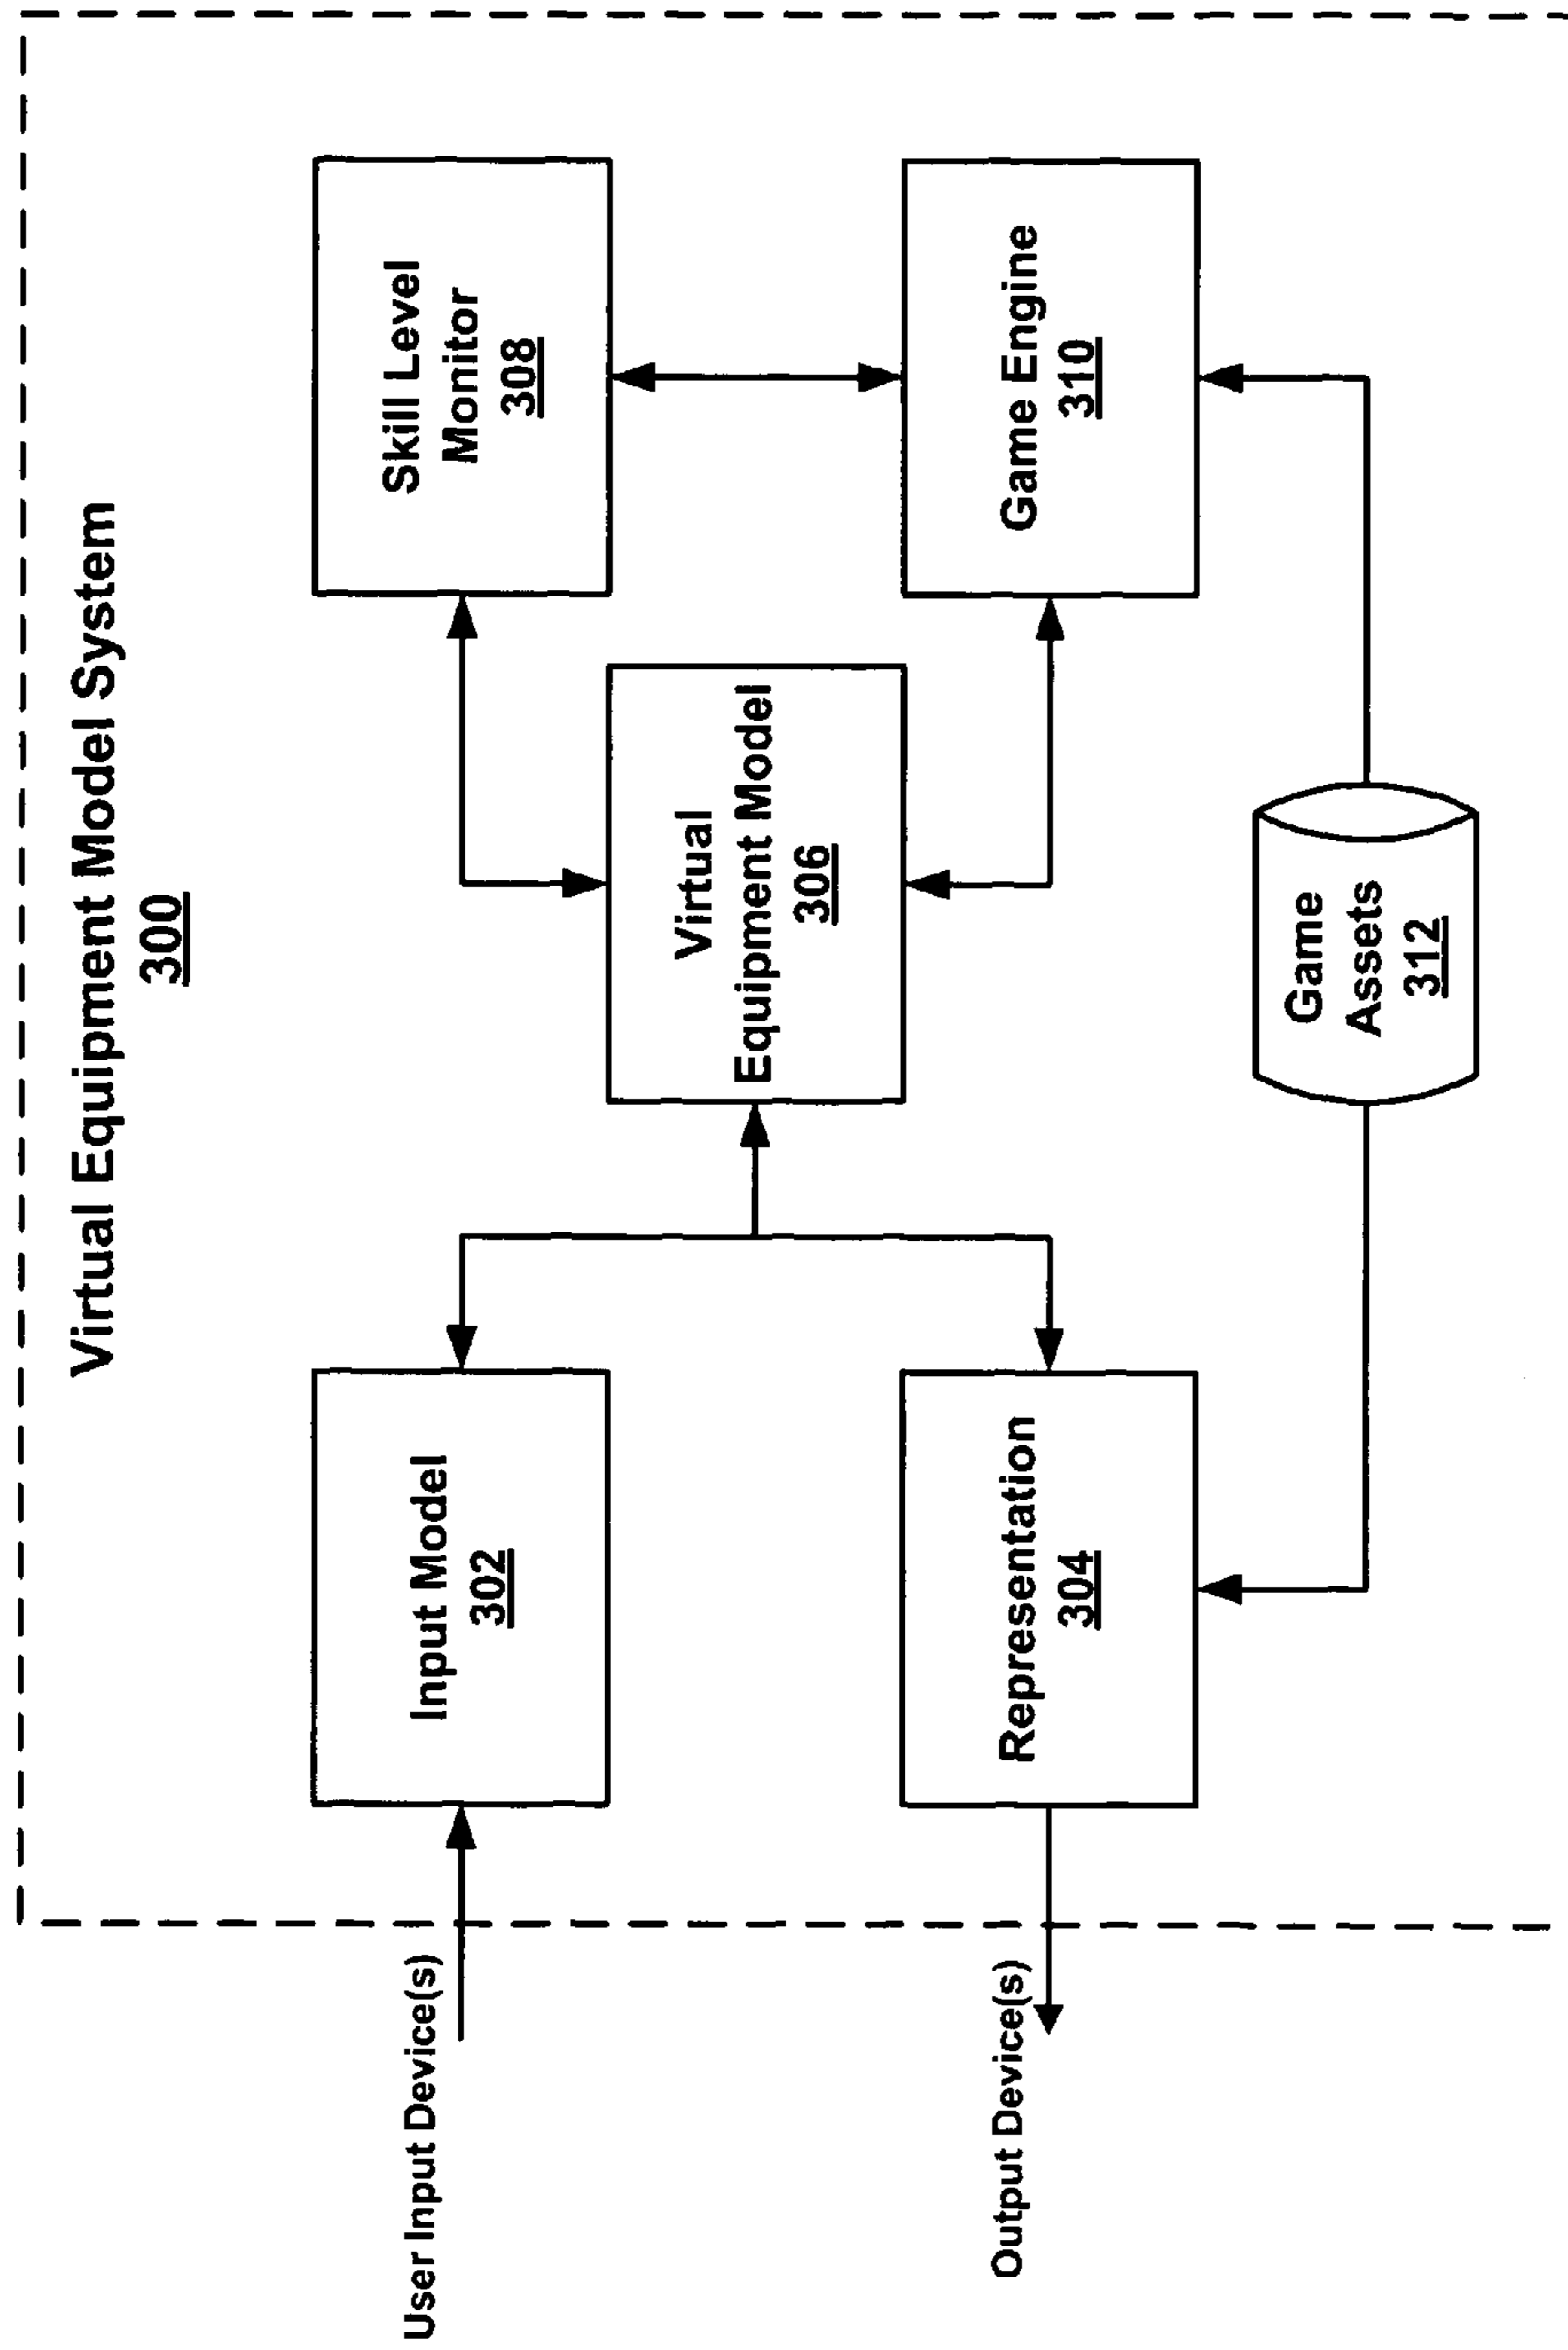 Virtual Equipment Model System
300
User Input Device(s)
Input Model
302
Skill Level
Monitor
308
Virtual
Equipment Model
306
Output Device(s)
Representation
304
Game Engine
310
Game
Assets
312